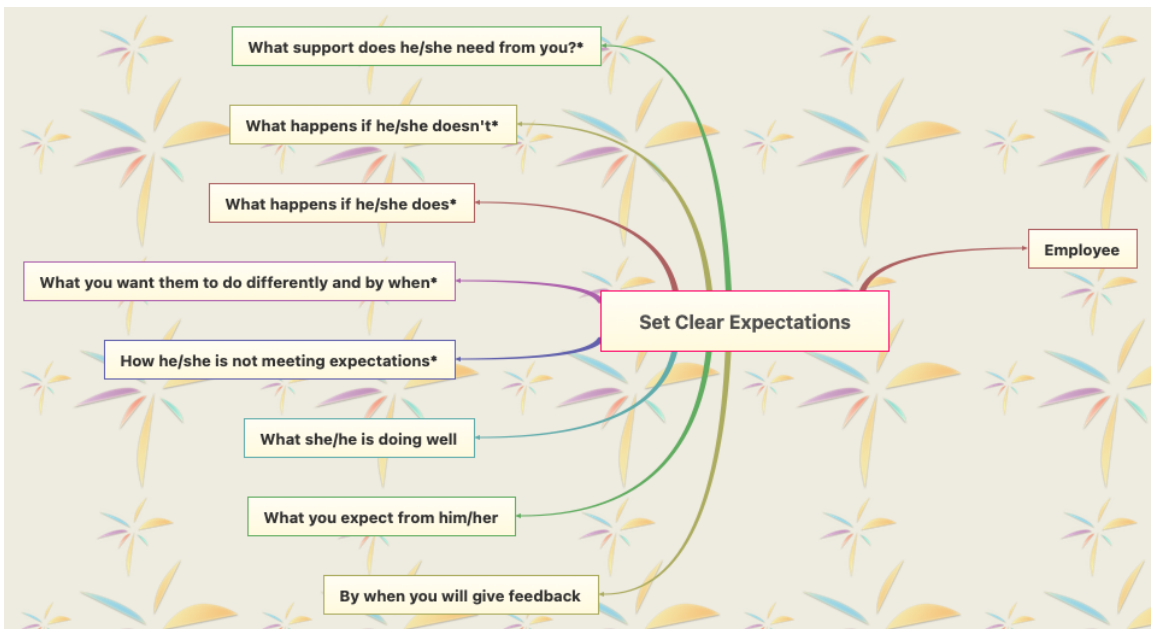 What support does he/she need from you?*
What happens if he/she doesn't*
What happens if he/she does*
What you want them to do differently and by when*
How he/she is not meeting expectations*
What she/he is doing well
What you expect from him/her
By when you will give feedback
Set Clear Expectations
Employee